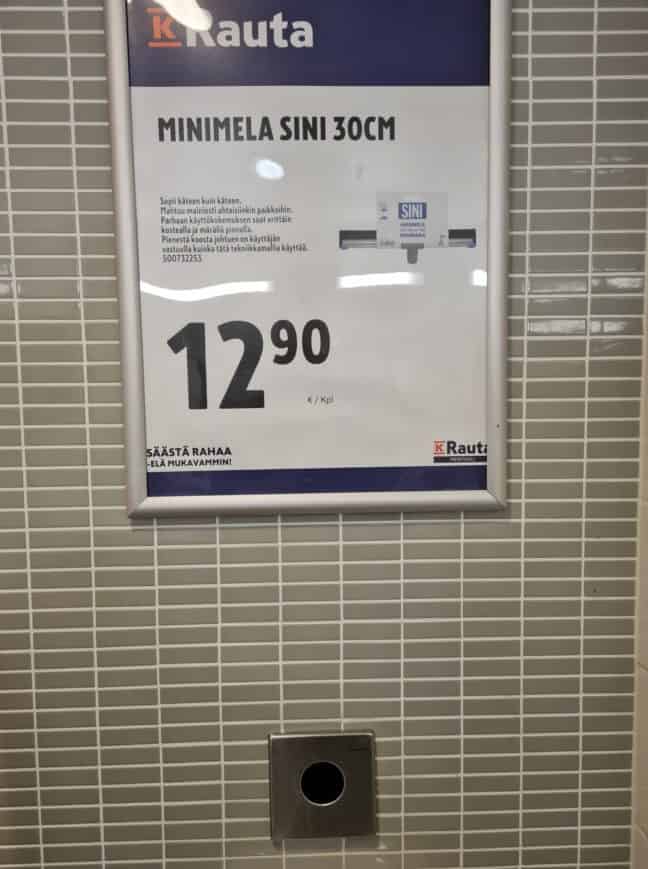 K Rauta
MINIMELA SINI 30CM
Sopii käteen kuin käteen.
Mahtuu mainiosti ahtaisiinkin paikkoihin.
Parhaan käyttökokemuksen saat erittäin
kostealla ja märällä pinnalla.
Pienestä koosta johtuen on käyttäjän
vastuulla kuinka tätä tekniikkamailia käyttää.
500732253
SINI
12 90
€ / Kpl
SÄÄSTÄ RAHAA
-ELÄ MUKAVAMMIN!
K Rauta